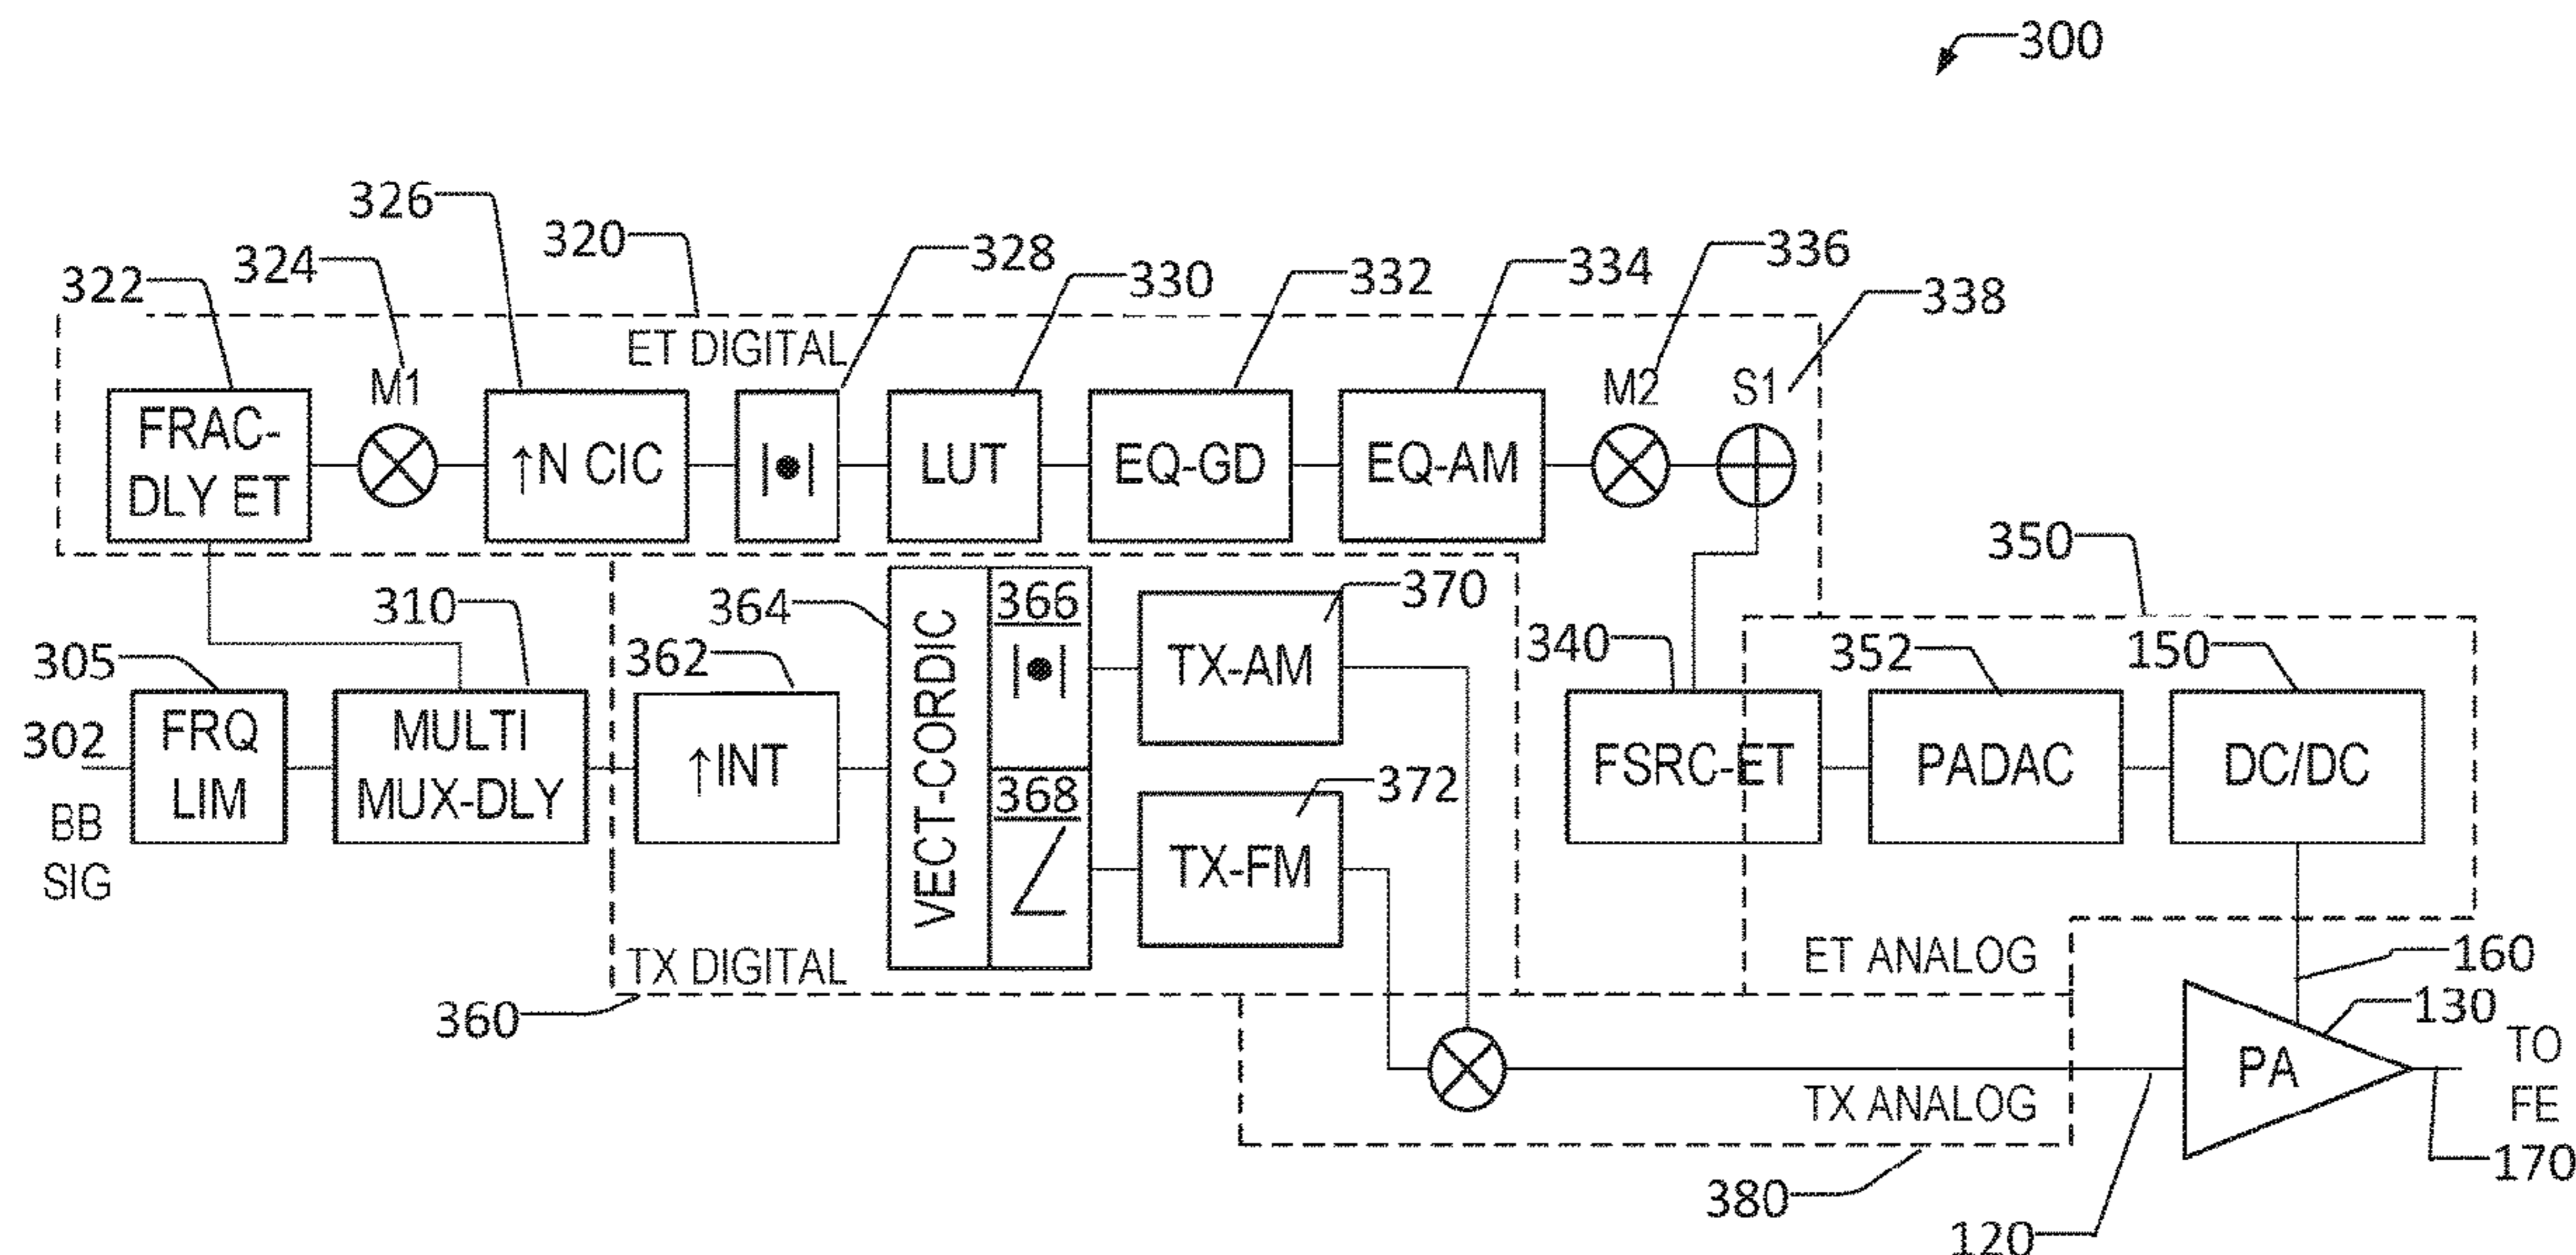 300
326
320
328
324
330
332
334
336
338
322
ET DIGITAL
M1
M2
S1
FRAC-
DLY ET
↑N CIC
|●|
LUT
EQ-GD
EQ-AM
350
310
364
366
370
305
362
340
352
150
302
FRQ
LIM
MULTI
MUX-DLY
↑INT
VECT-CORDIC
|●|
TX-AM
FSRC-ET
PADAC
DC/DC
BB
SIG
368
∠
372
TX-FM
TX DIGITAL
ET ANALOG
160
360
130
PA
TO
FE
TX ANALOG
170
380
120